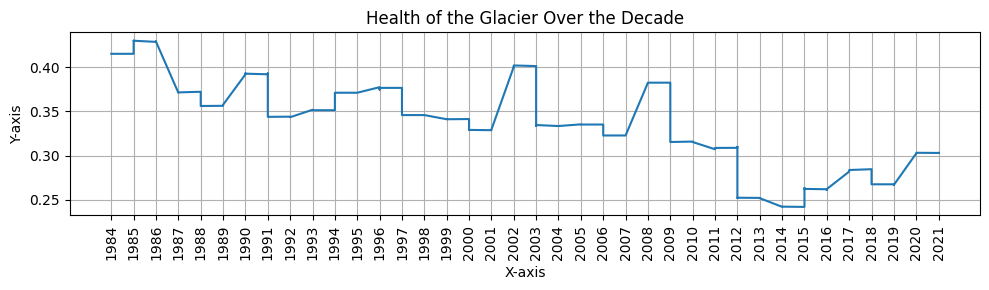 Health of the Glacier Over the Decade
Y-axis
0.40
0.35
0.30
0.25
1984 1985 1986 1987 1988 1989 1990 1991 1992 1993 1994 1995 1996 1997 1998 1999 2000 2001 2002 2003 2004 2005 2006 2007 2008 2009 2010 2011 2012 2013 2014 2015 2016 2017 2018 2019 2020 2021
X-axis